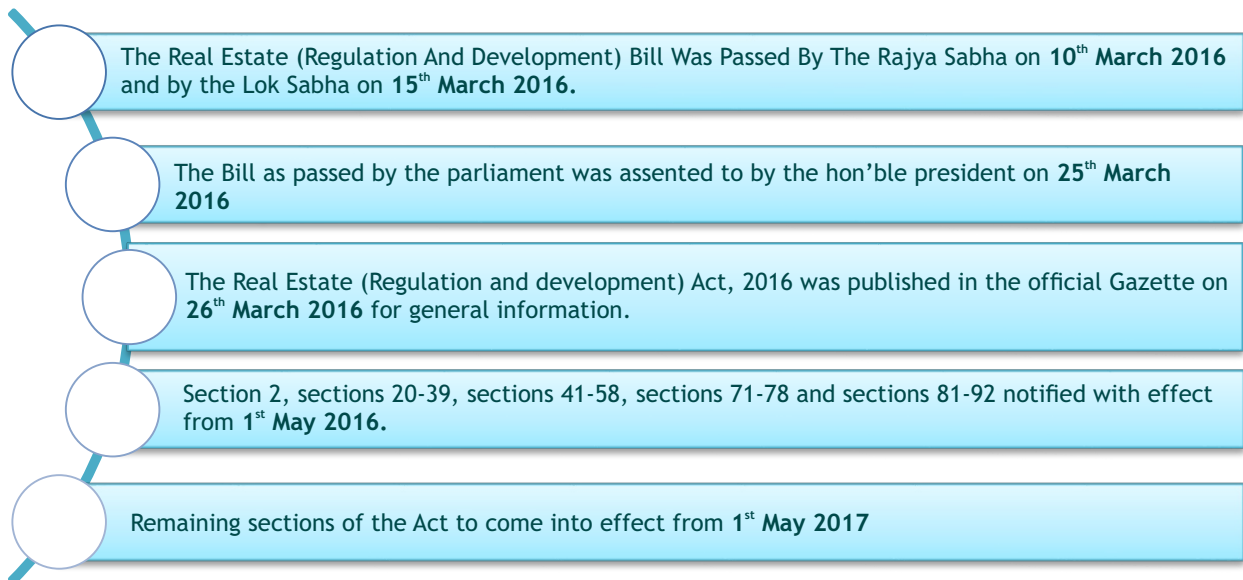 The Real Estate (Regulation And Development) Bill Was Passed By The Rajya Sabha on 10th March 2016
and by the Lok Sabha on 15th March 2016.
The Bill as passed by the parliament was assented to by the hon’ble president on 25th March
2016
The Real Estate (Regulation and development) Act, 2016 was published in the official Gazette on
26th March 2016 for general information.
Section 2, sections 20-39, sections 41-58, sections 71-78 and sections 81-92 notified with effect
from 1st May 2016.
Remaining sections of the Act to come into effect from 1st May 2017